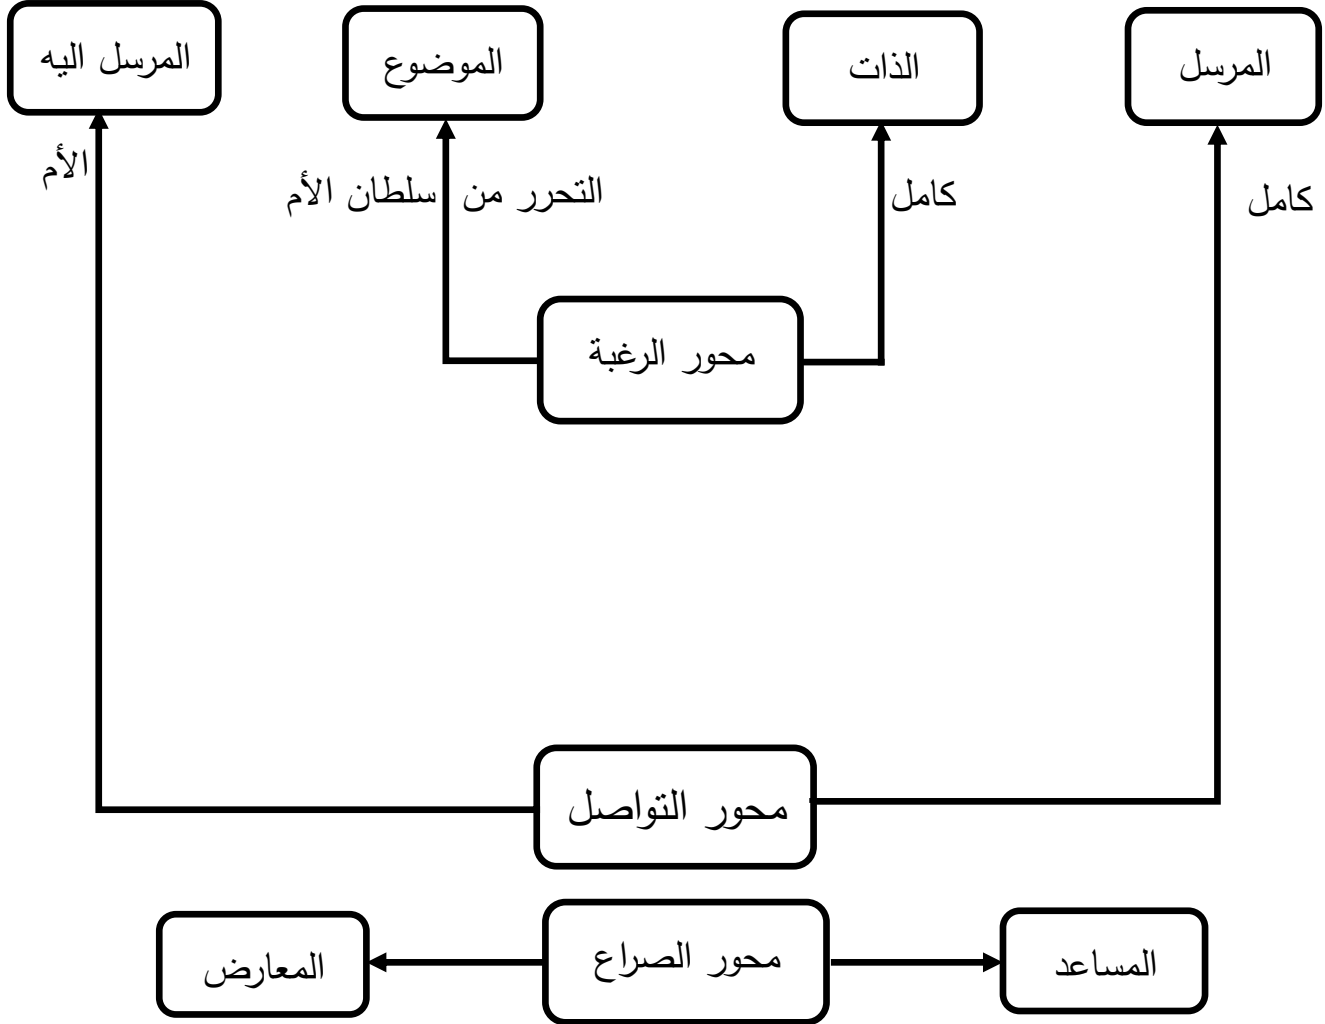 المرسل
الذات
الموضوع
المرسل اليه
كامل
كامل
التحرر من سلطان الأم
الأم
محور الرغبة
محور التواصل
المساعد
محور الصراع
المعارض